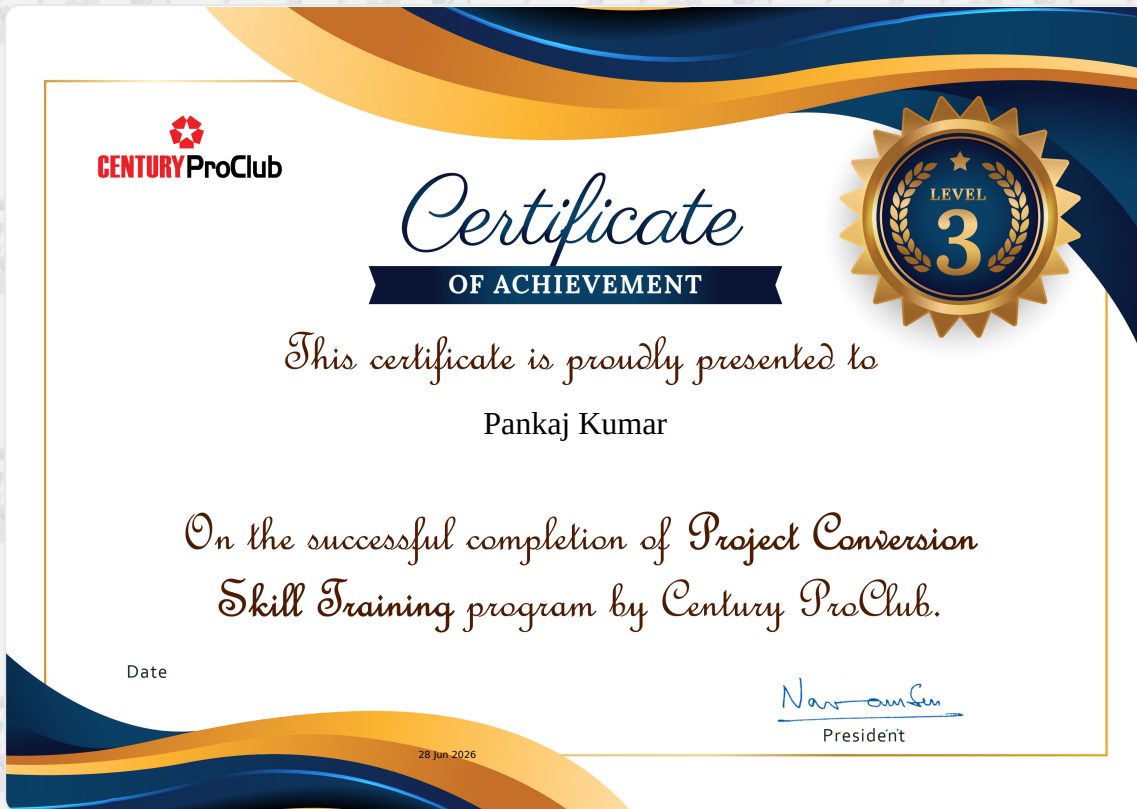 CENTURY ProClub
LEVEL
3
Certificate
OF ACHIEVEMENT
This certificate is proudly presented to
Pankaj Kumar
On the successful completion of Project Conversion
Skill Training program by Century ProClub.
Date
President
28 Jun 2026